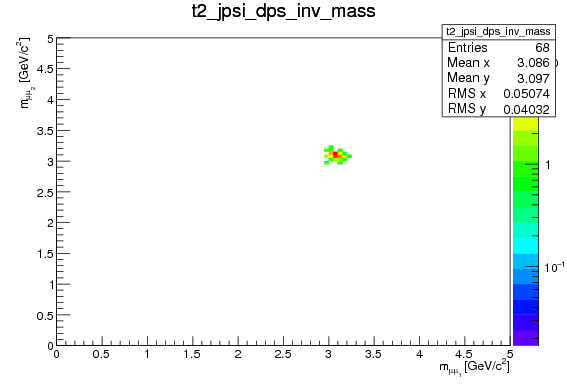 t2_jpsi_dps_inv_mass
t2_jpsi_dps_inv_mass
Entries 68
Mean x 3.086
Mean y 3.097
RMS x 0.05074
RMS y 0.04032
m_{μμ_2} [GeV/c²]
5
4.5
4
3.5
3
2.5
2
1.5
1
0.5
0
0 0.5 1 1.5 2 2.5 3 3.5 4 4.5 5
m_{μμ_1} [GeV/c²]
1
10⁻¹